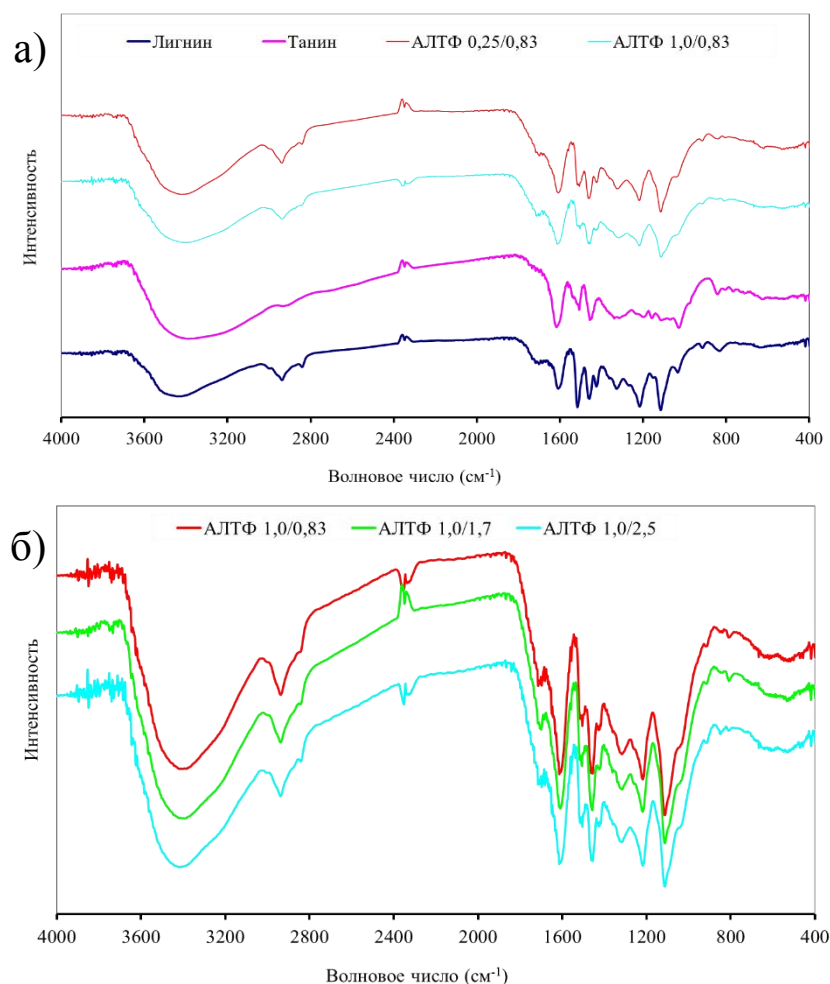 а)
Лигнин Танин АЛТФ 0,25/0,83 АЛТФ 1,0/0,83
Интенсивность
4000 3600 3200 2800 2400 2000 1600 1200 800 400
Волновое число (см-1)
б)
АЛТФ 1,0/0,83 АЛТФ 1,0/1,7 АЛТФ 1,0/2,5
Интенсивность
4000 3600 3200 2800 2400 2000 1600 1200 800 400
Волновое число (см-1)